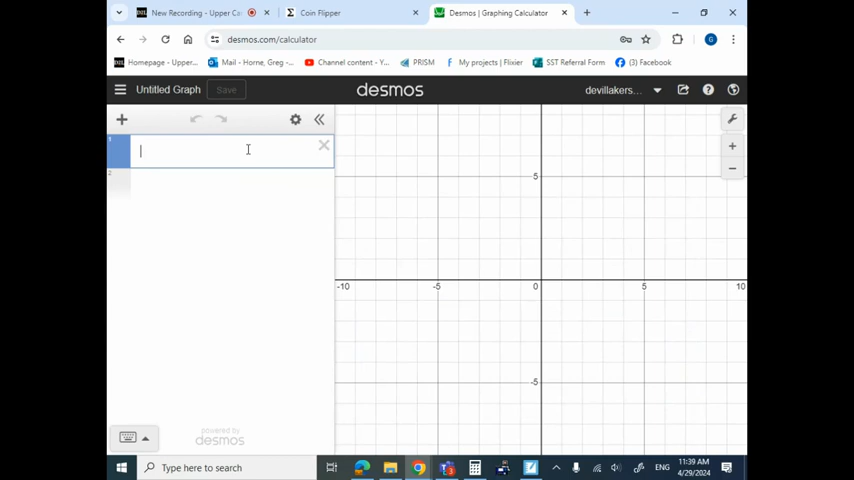 New Recording - Upper Ca
Coin Flipper
Desmos | Graphing Calculator
desmos.com/calculator
Homepage - Upper...
Mail - Horne, Greg -...
Channel content - Y...
PRISM
My projects | Flixier
SST Referral Form
(3) Facebook
Untitled Graph
Save
desmos
devillakers...
1
2
5
-10
-5
0
5
10
-5
powered by
desmos
Type here to search
3
ENG
11:39 AM
4/29/2024